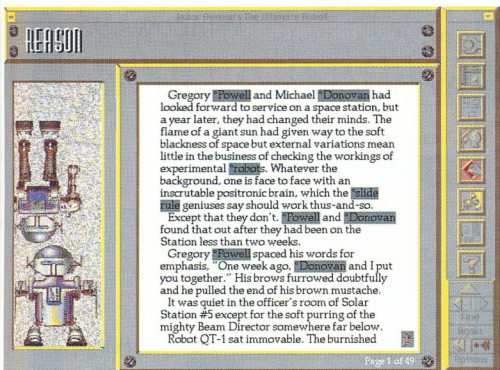 Isaac Asimov's The Ultimate Robot
REASON
Gregory °Powell and Michael °Donovan had
looked forward to service on a space station, but
a year later, they had changed their minds. The
flame of a giant sun had given way to the soft
blackness of space but external variations mean
little in the business of checking the workings of
experimental °robots. Whatever the
background, one is face to face with an
inscrutable positronic brain, which the °slide
rule geniuses say should work thus-and-so.
Except that they don't. °Powell and °Donovan
found that out after they had been on the
Station less than two weeks.
Gregory °Powell spaced his words for
emphasis, "One week ago, °Donovan and I put
you together." His brows furrowed doubtfully
and he pulled the end of his brown mustache.
It was quiet in the officer's room of Solar
Station #5 except for the soft purring of the
mighty Beam Director somewhere far below.
Robot QT-1 sat immovable. The burnished
Page 1 of 49
Find
Again
Options